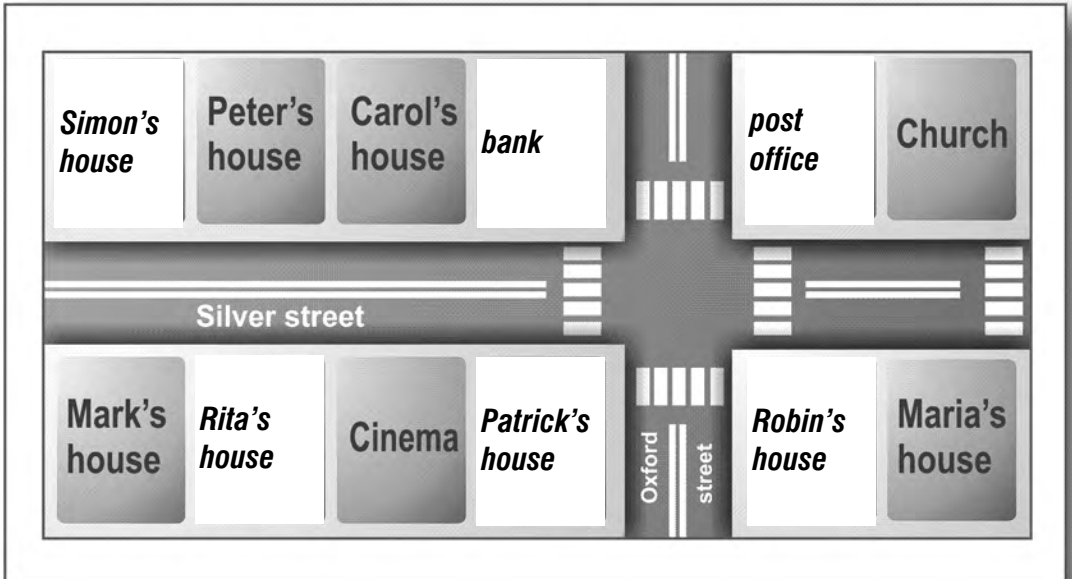 Simon's
house
Peter's
house
Carol's
house
bank
post
office
Church
Silver street
Mark's
house
Rita's
house
Cinema
Patrick's
house
Oxford
street
Robin's
house
Maria's
house